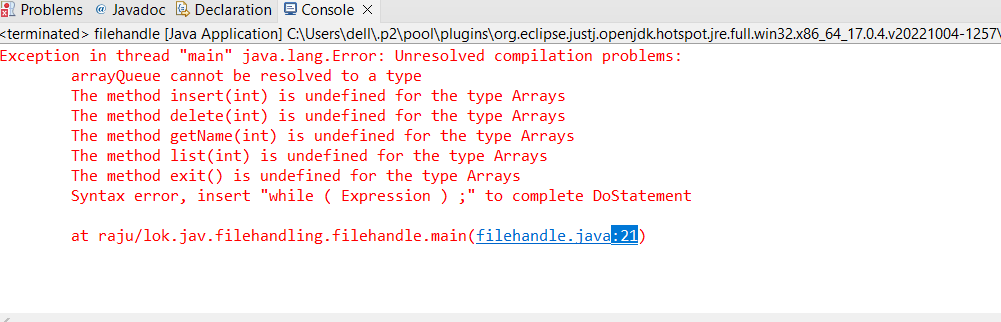 Problems @ Javadoc Declaration Console
<terminated> filehandle [Java Application] C:\Users\dell\.p2\pool\plugins\org.eclipse.justj.openjdk.hotspot.jre.full.win32.x86_64_17.0.4.v20221004-1257\
Exception in thread "main" java.lang.Error: Unresolved compilation problems:
arrayQueue cannot be resolved to a type
The method insert(int) is undefined for the type Arrays
The method delete(int) is undefined for the type Arrays
The method getName(int) is undefined for the type Arrays
The method list(int) is undefined for the type Arrays
The method exit() is undefined for the type Arrays
Syntax error, insert "while ( Expression ) ;" to complete DoStatement
at raju/lok.jav.filehandling.filehandle.main(filehandle.java:21)